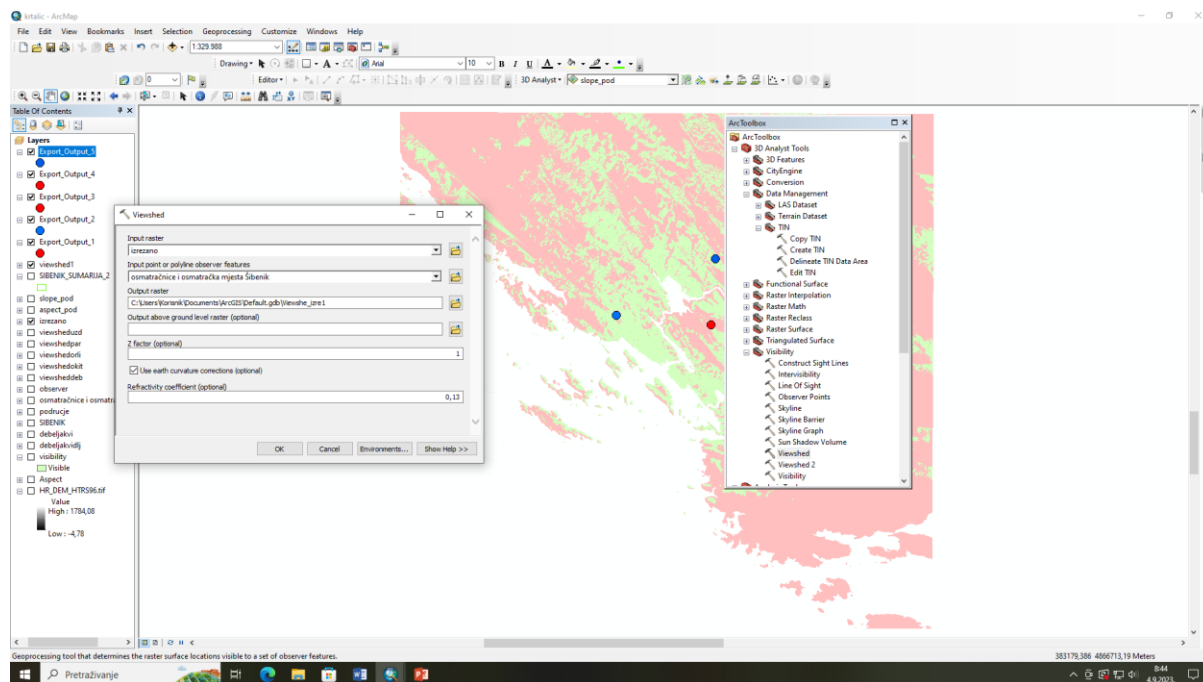 kitalic - ArcMap
File Edit View Bookmarks Insert Selection Geoprocessing Customize Windows Help
1:329.988
Drawing
Arial
10
B I U A
0
Editor
3D Analyst
slope_pod
Table Of Contents
Layers
Export_Output_5
Export_Output_4
Export_Output_3
Export_Output_2
Export_Output_1
viewshed1
SIBENIK_SUMARIJA_2
slope_pod
aspect_pod
izrezano
viewsheduzd
viewshedpar
viewshedorli
viewshedokit
viewsheddeb
observer
osmatračnice i osmatra
podrucje
SIBENIK
debeljakvi
debeljakvidlj
visibility
Visible
Aspect
HR_DEM_HTRS96.tif
Value
High : 1784,08
Low : -4,78
Viewshed
Input raster
izrezano
Input point or polyline observer features
osmatračnice i osmatračka mjesta Šibenik
Output raster
C:\Users\Korisnik\Documents\ArcGIS\Default.gdb\Viewshe_izre1
Output above ground level raster (optional)
Z factor (optional)
1
Use earth curvature corrections (optional)
Refractivity coefficient (optional)
0,13
OK
Cancel
Environments...
Show Help >>
ArcToolbox
ArcToolbox
3D Analyst Tools
3D Features
CityEngine
Conversion
Data Management
LAS Dataset
Terrain Dataset
TIN
Copy TIN
Create TIN
Delineate TIN Data Area
Edit TIN
Functional Surface
Raster Interpolation
Raster Math
Raster Reclass
Raster Surface
Triangulated Surface
Visibility
Construct Sight Lines
Intervisibility
Line Of Sight
Observer Points
Skyline
Skyline Barrier
Skyline Graph
Sun Shadow Volume
Viewshed
Viewshed 2
Visibility
Geoprocessing tool that determines the raster surface locations visible to a set of observer features.
383179,386 4866713,19 Meters
Pretraživanje
8:44
4.9.2023.